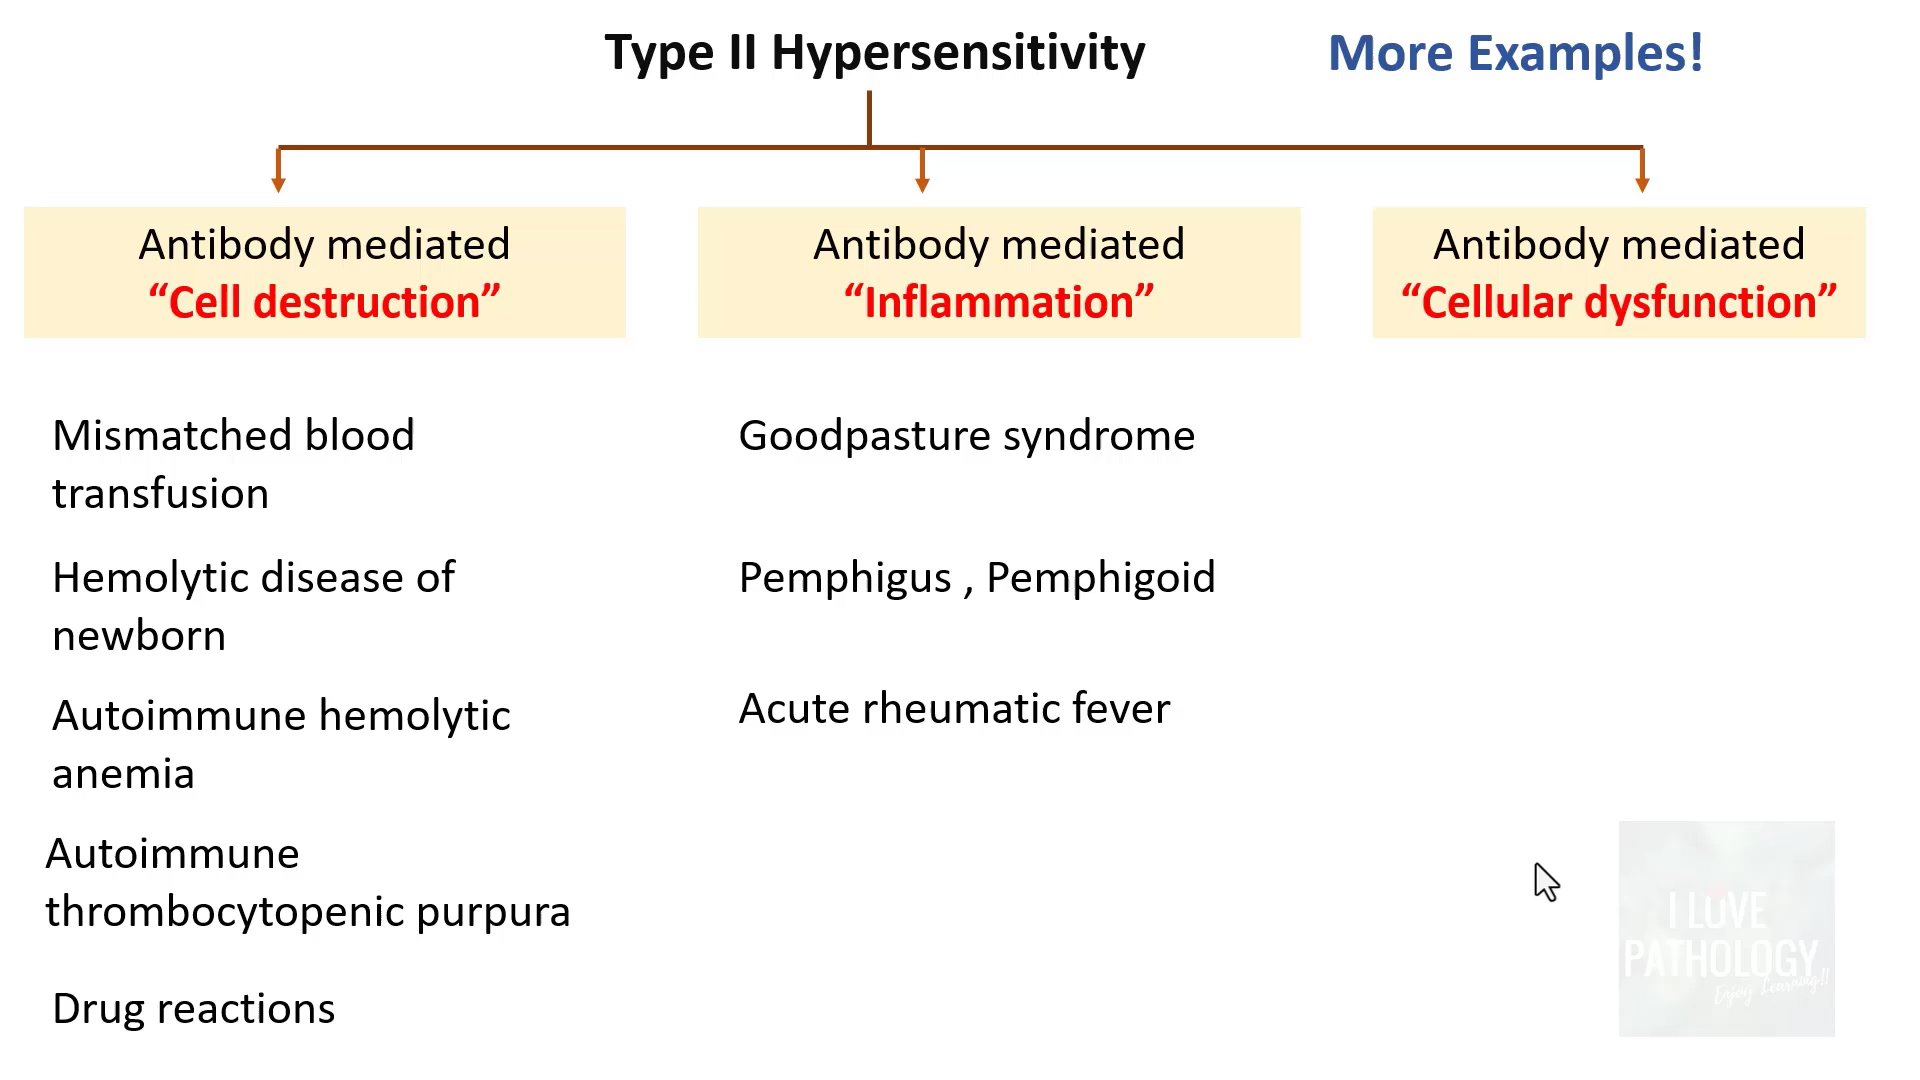 Type II Hypersensitivity
More Examples!
Antibody mediated
“Cell destruction”
Antibody mediated
“Inflammation”
Antibody mediated
“Cellular dysfunction”
Mismatched blood
transfusion
Hemolytic disease of
newborn
Autoimmune hemolytic
anemia
Autoimmune
thrombocytopenic purpura
Drug reactions
Goodpasture syndrome
Pemphigus , Pemphigoid
Acute rheumatic fever
I LOVE
PATHOLOGY
Enjoy Learning!!